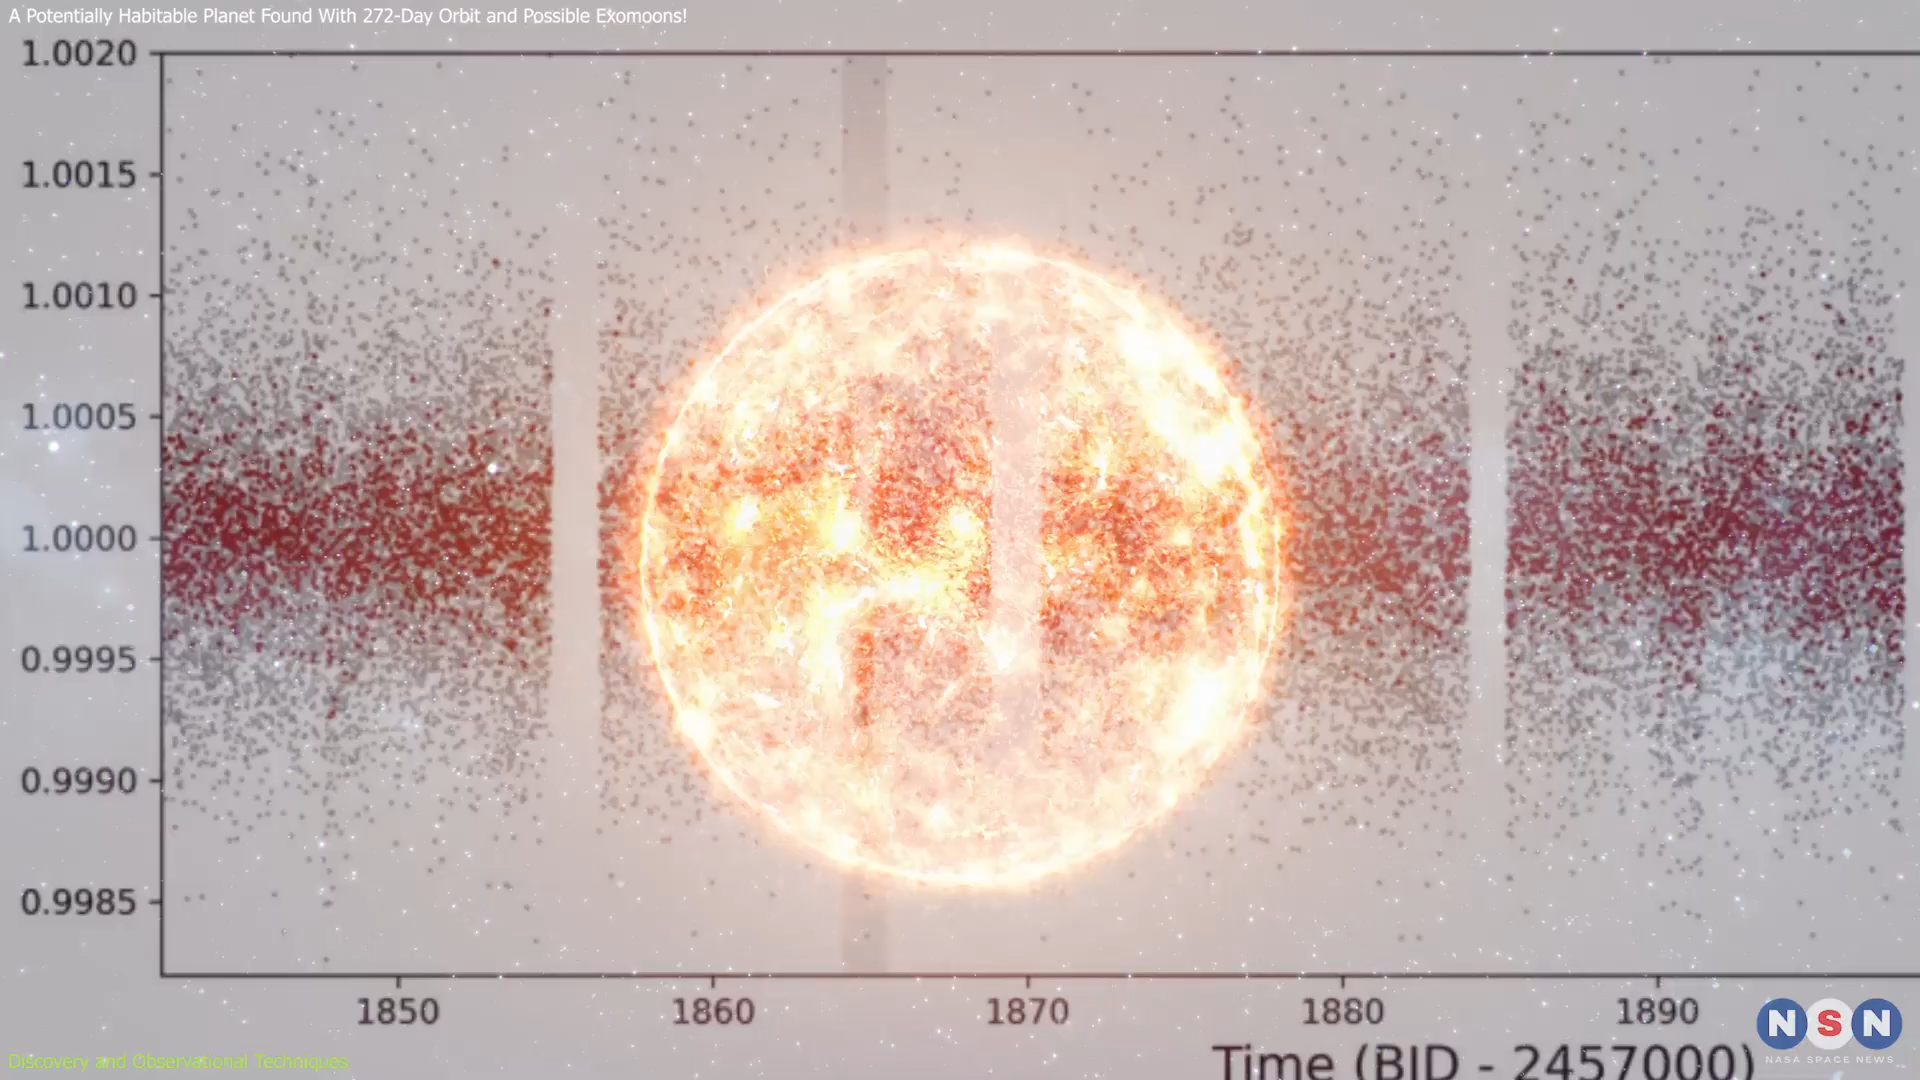 A Potentially Habitable Planet Found With 272-Day Orbit and Possible Exomoons!
1.0020
1.0015
1.0010
1.0005
1.0000
0.9995
0.9990
0.9985
1850 1860 1870 1880 1890
Time (BJD - 2457000)
NSN
NASA SPACE NEWS
Discovery and Observational Techniques